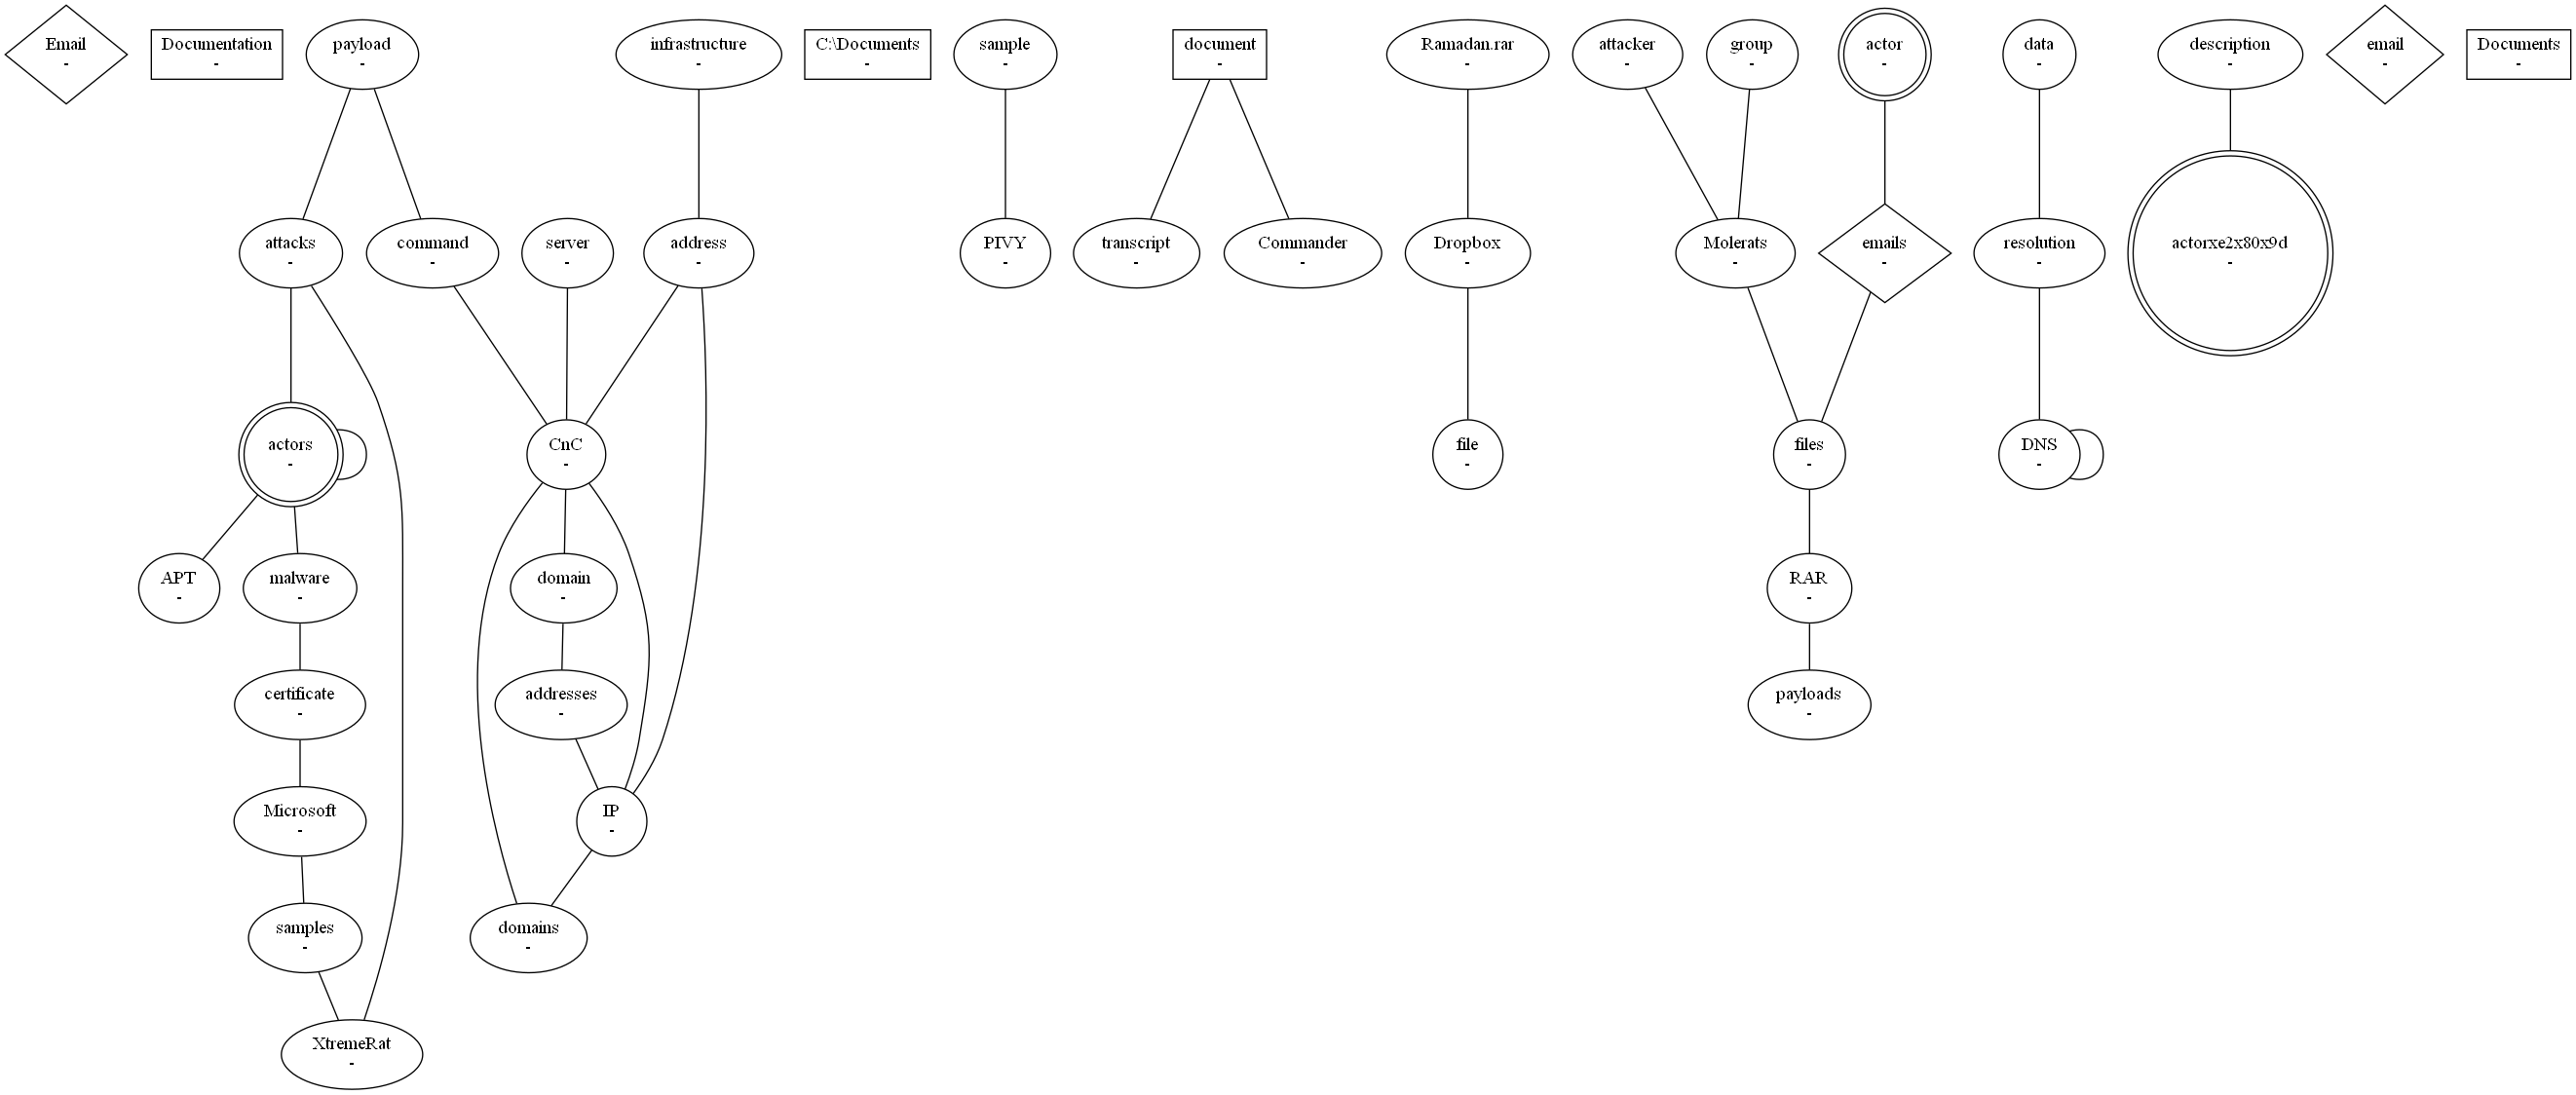 Email
-
Documentation
-
payload
-
infrastructure
-
C:\Documents
-
sample
-
document
-
Ramadan.rar
-
attacker
-
group
-
actor
-
data
-
description
-
email
-
Documents
-
attacks
-
command
-
server
-
address
-
PIVY
-
transcript
-
Commander
-
Dropbox
-
Molerats
-
emails
-
resolution
-
actorxe2x80x9d
-
actors
-
CnC
-
file
-
files
-
DNS
-
APT
-
malware
-
domain
-
RAR
-
certificate
-
addresses
-
payloads
-
Microsoft
-
IP
-
samples
-
domains
-
XtremeRat
-